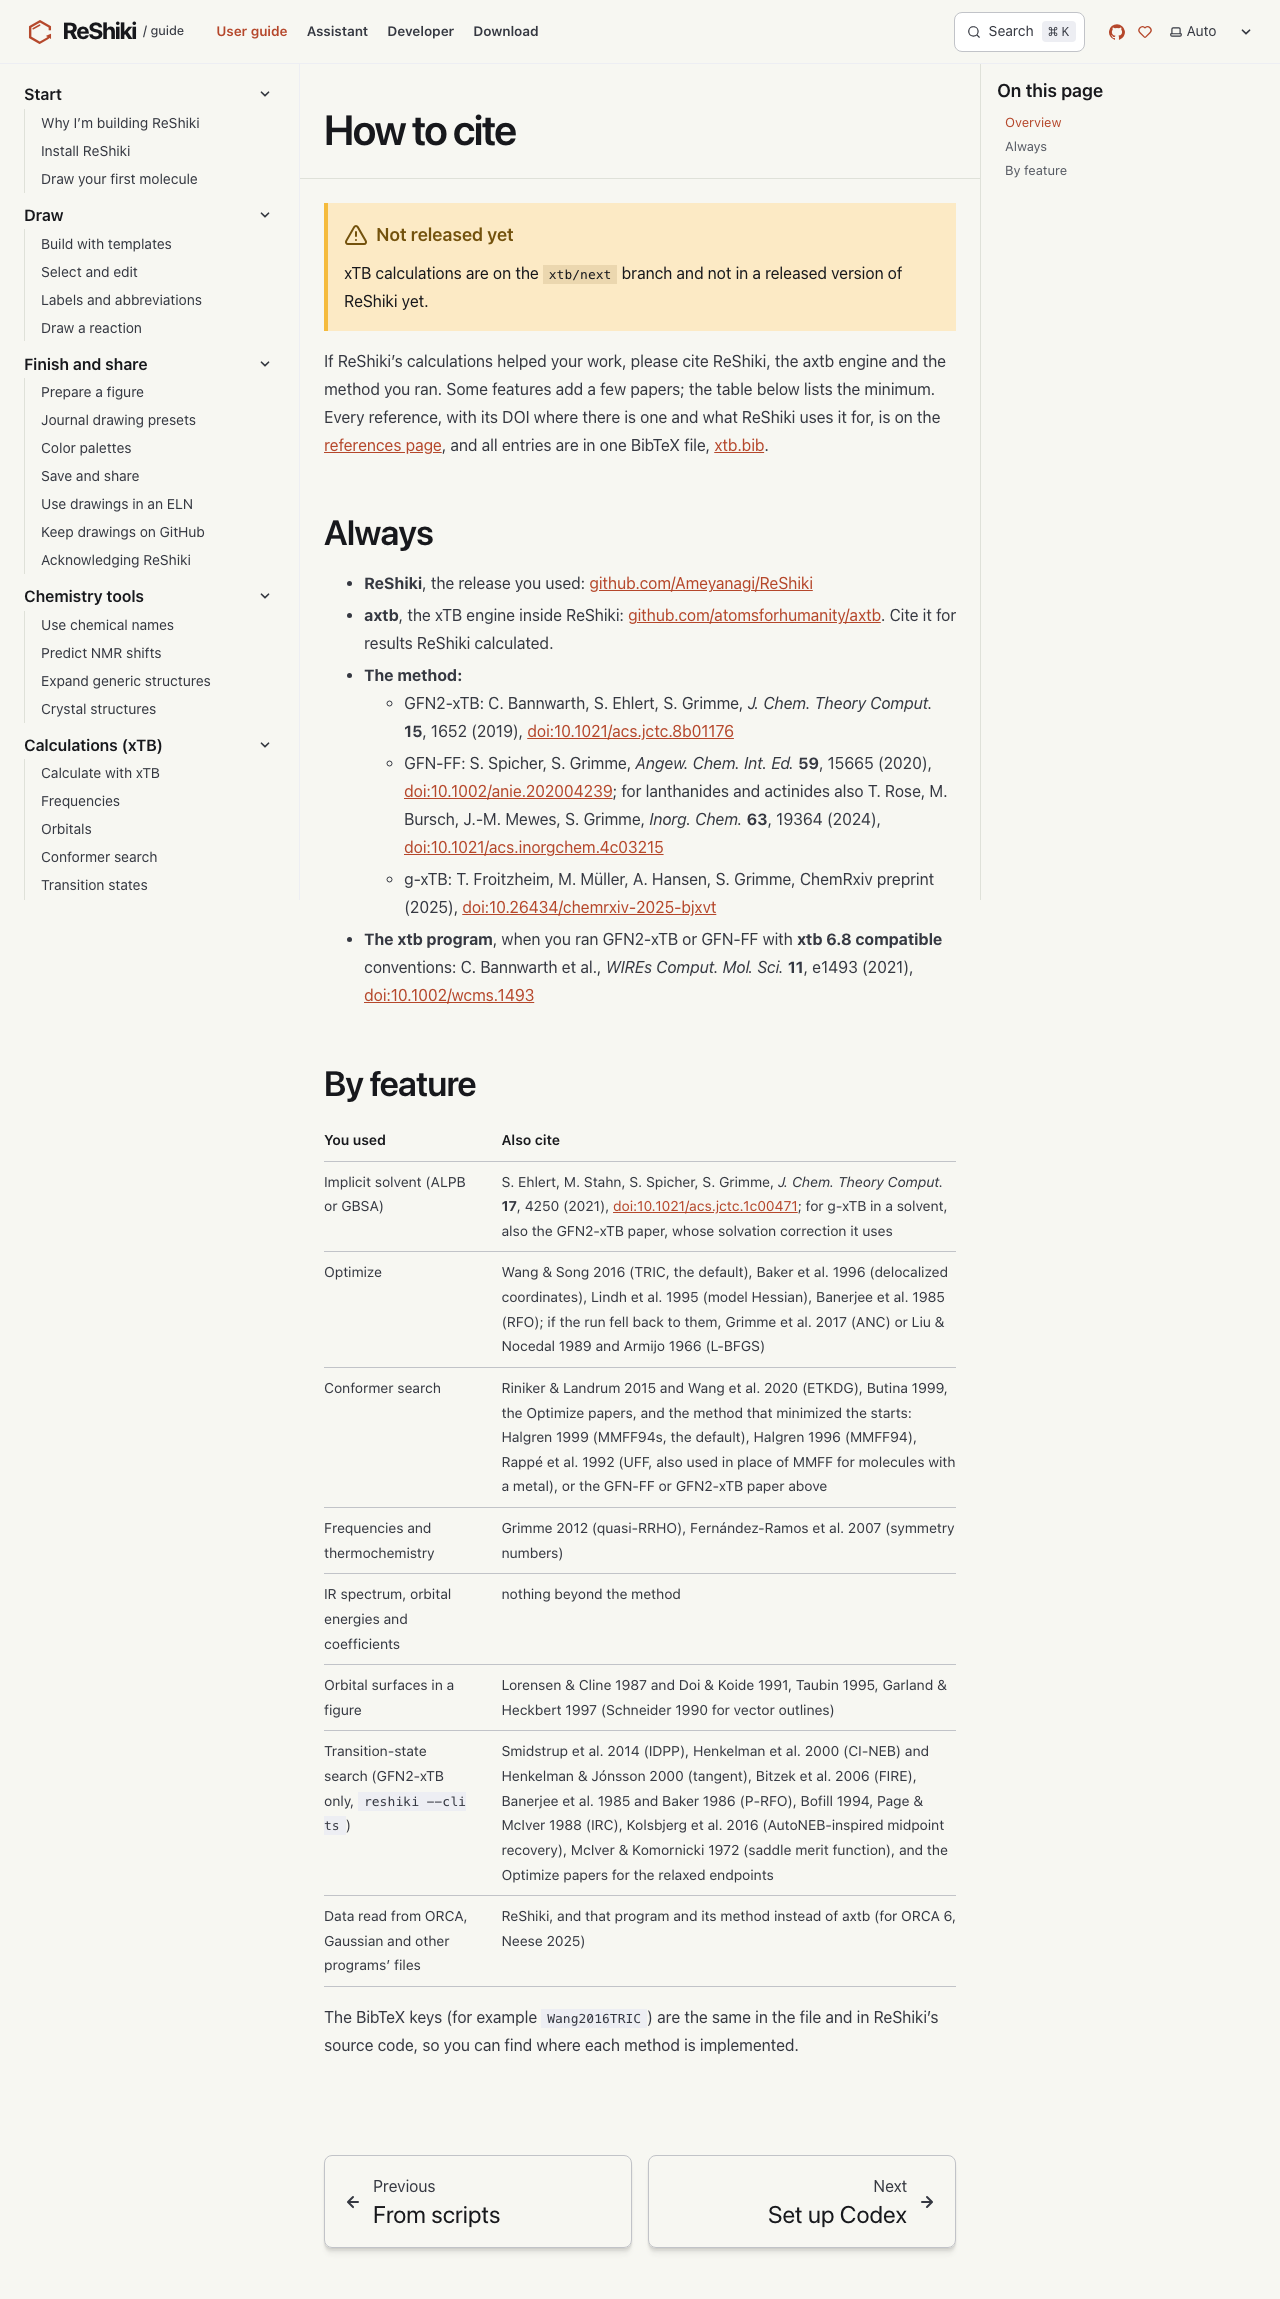 ReShiki / guide
User guide
Assistant
Developer
Download
Search ⌘ K
Auto
Start
Why I’m building ReShiki
Install ReShiki
Draw your first molecule
Draw
Build with templates
Select and edit
Labels and abbreviations
Draw a reaction
Finish and share
Prepare a figure
Journal drawing presets
Color palettes
Save and share
Use drawings in an ELN
Keep drawings on GitHub
Acknowledging ReShiki
Chemistry tools
Use chemical names
Predict NMR shifts
Expand generic structures
Crystal structures
Calculations (xTB)
Calculate with xTB
Frequencies
Orbitals
Conformer search
Transition states
How to cite
Not released yet
xTB calculations are on the xtb/next branch and not in a released version of
ReShiki yet.
If ReShiki’s calculations helped your work, please cite ReShiki, the axtb engine and the
method you ran. Some features add a few papers; the table below lists the minimum.
Every reference, with its DOI where there is one and what ReShiki uses it for, is on the
references page, and all entries are in one BibTeX file, xtb.bib.
Always
• ReShiki, the release you used: github.com/Ameyanagi/ReShiki
• axtb, the xTB engine inside ReShiki: github.com/atomsforhumanity/axtb. Cite it for
results ReShiki calculated.
• The method:
◦ GFN2-xTB: C. Bannwarth, S. Ehlert, S. Grimme, J. Chem. Theory Comput.
15, 1652 (2019), doi:10.1021/acs.jctc.8b01176
◦ GFN-FF: S. Spicher, S. Grimme, Angew. Chem. Int. Ed. 59, 15665 (2020),
doi:10.1002/anie.202004239; for lanthanides and actinides also T. Rose, M.
Bursch, J.-M. Mewes, S. Grimme, Inorg. Chem. 63, 19364 (2024),
doi:10.1021/acs.inorgchem.4c03215
◦ g-xTB: T. Froitzheim, M. Müller, A. Hansen, S. Grimme, ChemRxiv preprint
(2025), doi:10.26434/chemrxiv-2025-bjxvt
• The xtb program, when you ran GFN2-xTB or GFN-FF with xtb 6.8 compatible
conventions: C. Bannwarth et al., WIREs Comput. Mol. Sci. 11, e1493 (2021),
doi:10.1002/wcms.1493
By feature
You used
Also cite
Implicit solvent (ALPB
or GBSA)
S. Ehlert, M. Stahn, S. Spicher, S. Grimme, J. Chem. Theory Comput.
17, 4250 (2021), doi:10.1021/acs.jctc.1c00471; for g-xTB in a solvent,
also the GFN2-xTB paper, whose solvation correction it uses
Optimize
Wang & Song 2016 (TRIC, the default), Baker et al. 1996 (delocalized
coordinates), Lindh et al. 1995 (model Hessian), Banerjee et al. 1985
(RFO); if the run fell back to them, Grimme et al. 2017 (ANC) or Liu &
Nocedal 1989 and Armijo 1966 (L-BFGS)
Conformer search
Riniker & Landrum 2015 and Wang et al. 2020 (ETKDG), Butina 1999,
the Optimize papers, and the method that minimized the starts:
Halgren 1999 (MMFF94s, the default), Halgren 1996 (MMFF94),
Rappé et al. 1992 (UFF, also used in place of MMFF for molecules with
a metal), or the GFN-FF or GFN2-xTB paper above
Frequencies and
thermochemistry
Grimme 2012 (quasi-RRHO), Fernández-Ramos et al. 2007 (symmetry
numbers)
IR spectrum, orbital
energies and
coefficients
nothing beyond the method
Orbital surfaces in a
figure
Lorensen & Cline 1987 and Doi & Koide 1991, Taubin 1995, Garland &
Heckbert 1997 (Schneider 1990 for vector outlines)
Transition-state
search (GFN2-xTB
only, reshiki --cli
ts )
Smidstrup et al. 2014 (IDPP), Henkelman et al. 2000 (CI-NEB) and
Henkelman & Jónsson 2000 (tangent), Bitzek et al. 2006 (FIRE),
Banerjee et al. 1985 and Baker 1986 (P-RFO), Bofill 1994, Page &
McIver 1988 (IRC), Kolsbjerg et al. 2016 (AutoNEB-inspired midpoint
recovery), McIver & Komornicki 1972 (saddle merit function), and the
Optimize papers for the relaxed endpoints
Data read from ORCA,
Gaussian and other
programs’ files
ReShiki, and that program and its method instead of axtb (for ORCA 6,
Neese 2025)
The BibTeX keys (for example Wang2016TRIC ) are the same in the file and in ReShiki’s
source code, so you can find where each method is implemented.
Previous
From scripts
Next
Set up Codex
On this page
Overview
Always
By feature